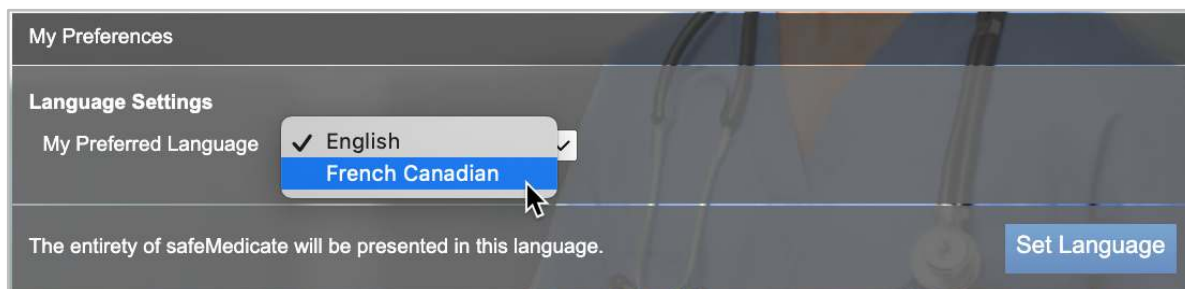 My Preferences
Language Settings
My Preferred Language
English
French Canadian
The entirety of safeMedicate will be presented in this language.
Set Language